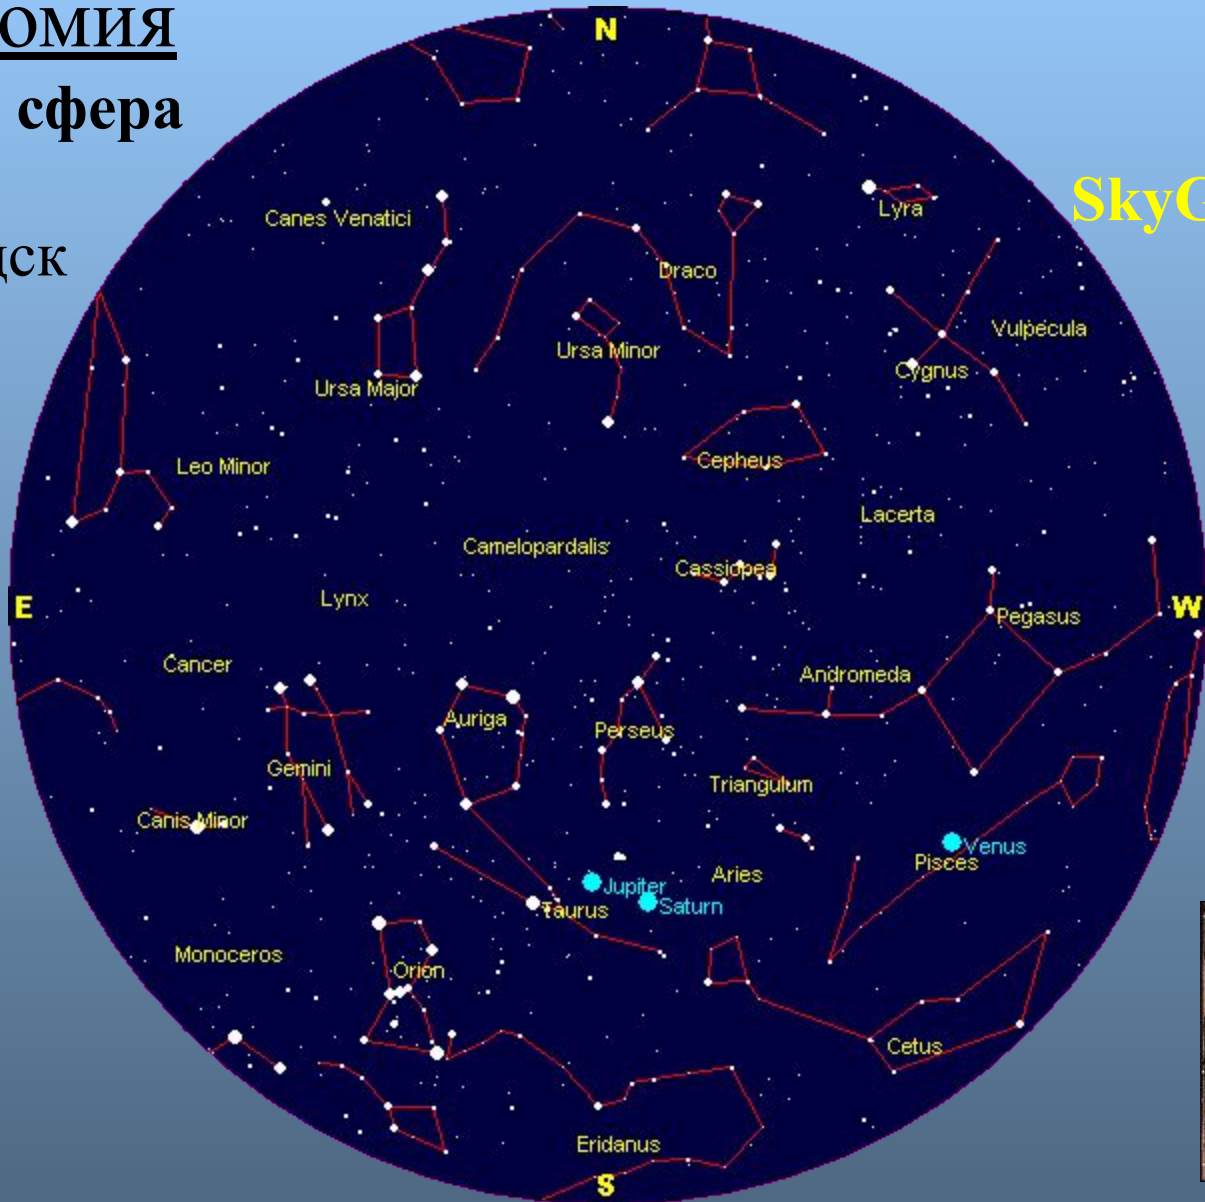 ОМИЯ
N
сфера
SkyG
Lyra
Canes Venatici
цск
Draco
Vulpecula
Ursa Minor
Cygnus
Ursa Major
Cepheus
Leo Minor
Lacerta
Camelopardalis
Cassiopea
Lynx
E
W
Pegasus
Cancer
Andromeda
Auriga
Perseus
Gemini
Triangulum
Canis Minor
Venus
Pisces
Aries
Jupiter
Saturn
Taurus
Monoceros
Orion
Cetus
Eridanus
S